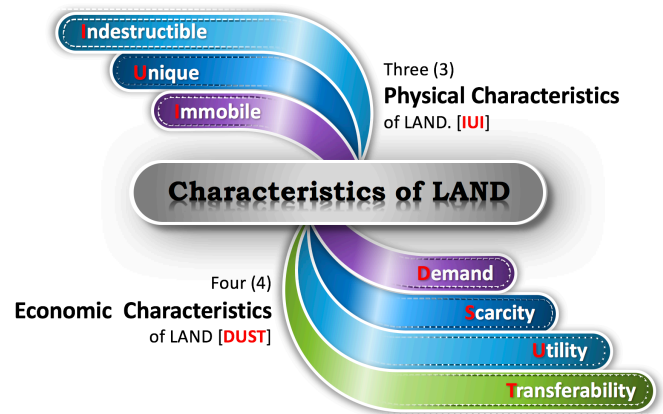 Indestructible
Unique
Immobile
Three (3)
Physical Characteristics
of LAND. [IUI]
Characteristics of LAND
Four (4)
Economic Characteristics
of LAND [DUST]
Demand
Scarcity
Utility
Transferability